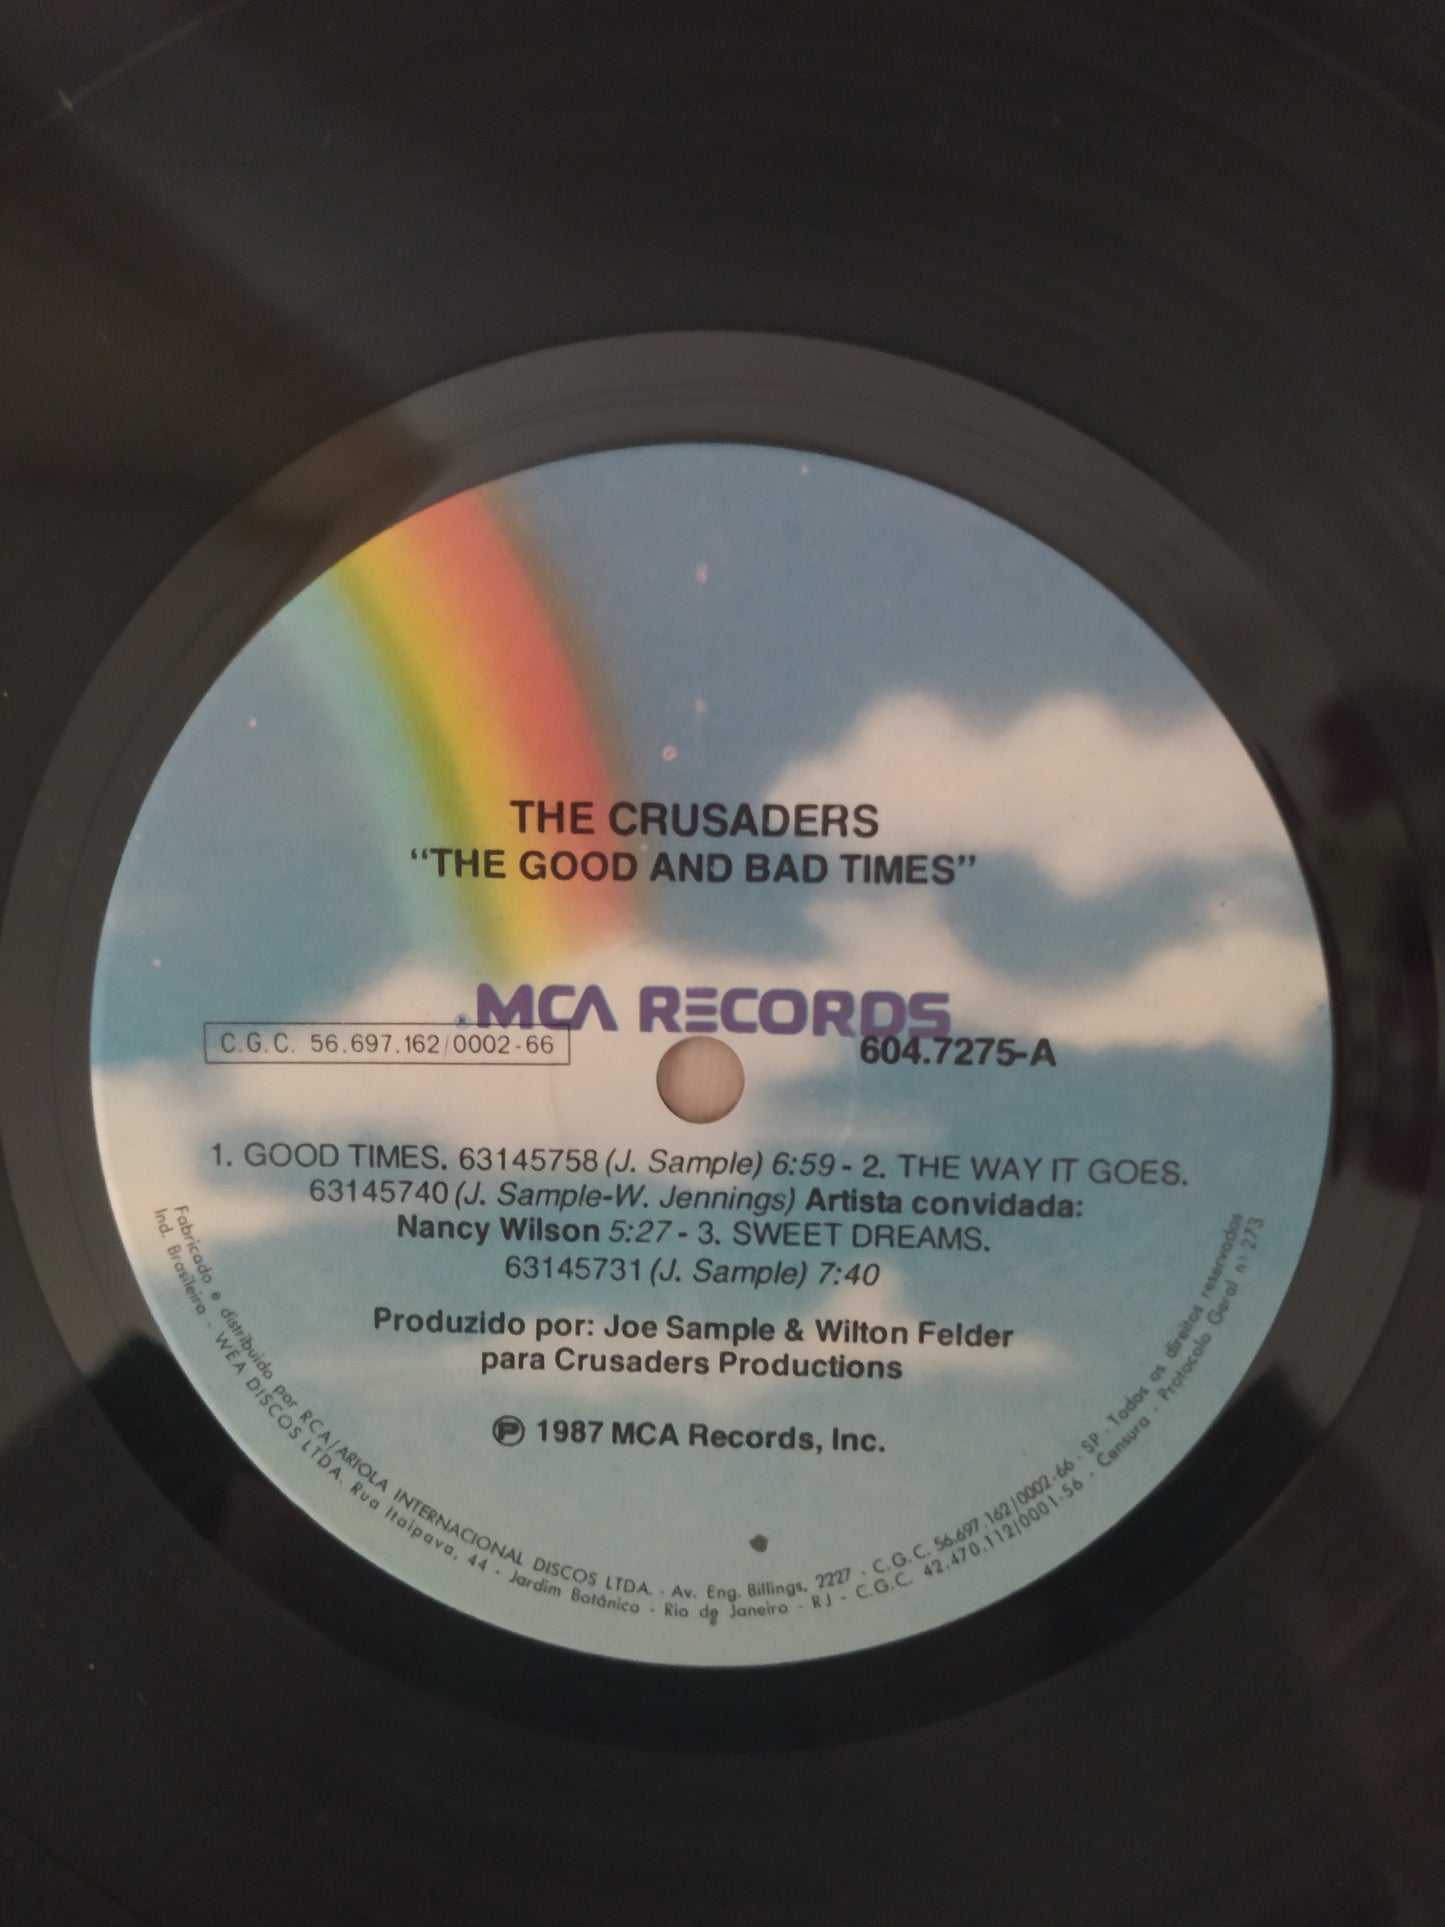 THE CRUSADERS
“THE GOOD AND BAD TIMES”
MCA RECORDS
C.G.C. 56.697.162/0002-66
604.7275-A
1. GOOD TIMES. 63145758 (J. Sample) 6:59 - 2. THE WAY IT GOES.
63145740 (J. Sample-W. Jennings) Artista convidada:
Nancy Wilson 5:27 - 3. SWEET DREAMS.
63145731 (J. Sample) 7:40
Produzido por: Joe Sample & Wilton Felder
para Crusaders Productions
Ⓟ 1987 MCA Records, Inc.
Fabricado e distribuido por RCA/ARIOLA INTERNACIONAL DISCOS LTDA. - Av. Eng. Billings, 2227 - C.G.C. 56.697.162/0002-66 - SP - Todos os direitos reservados
Ind. Brasileira - WEA DISCOS LTDA. Rua Itaipava, 44 - Jardim Botânico - Rio de Janeiro - RJ - C.G.C. 42.470.112/0001-56 - Censura - Protocolo Geral nº 273